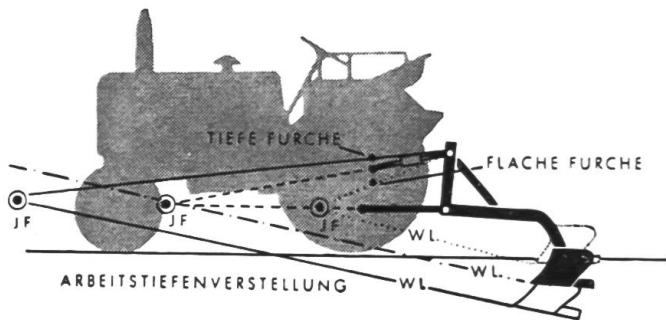 TIEFE FURCHE
FLACHE FURCHE
JF
JF
JF
WL
WL
WL
ARBEITSTIEFENVERSTELLUNG